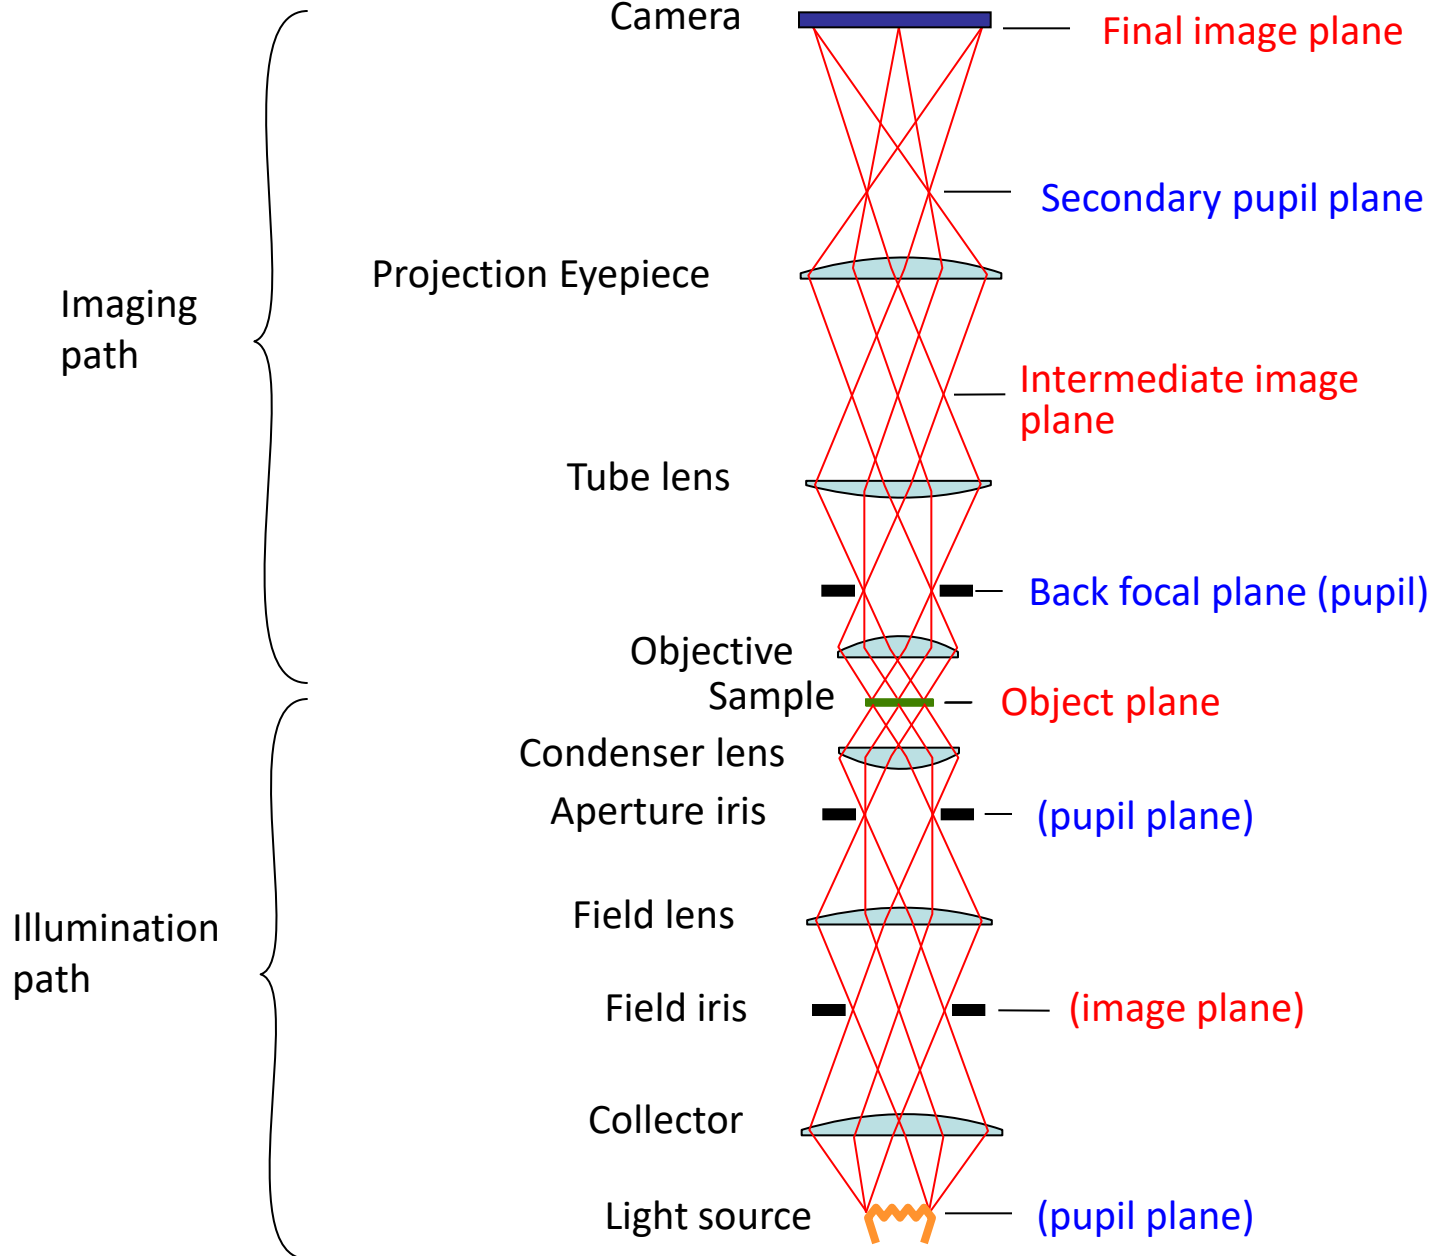 Camera
Final image plane
Secondary pupil plane
Projection Eyepiece
Imaging
path
Intermediate image
plane
Tube lens
Back focal plane (pupil)
Objective
Sample
Object plane
Condenser lens
Aperture iris
(pupil plane)
Field lens
Illumination
path
Field iris
(image plane)
Collector
Light source
(pupil plane)